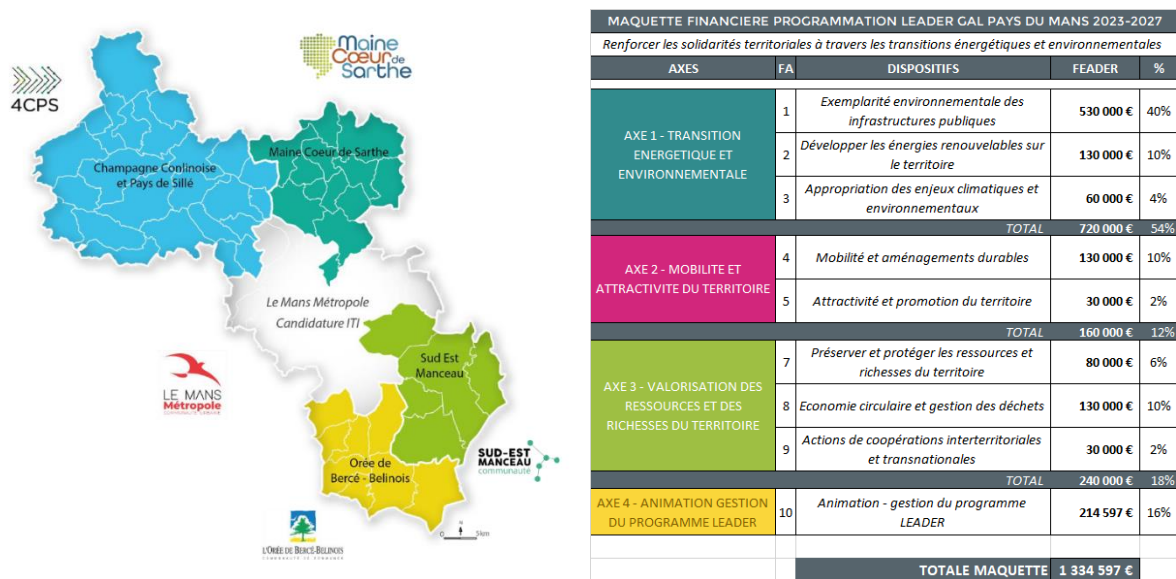 Maine
Cœur de
Sarthe
4CPS
Maine Coeur de Sarthe
Champagne Conlinoise
et Pays de Sillé
Le Mans Métropole
Candidature ITI
Sud Est
Manceau
LE MANS
Métropole
COMMUNAUTÉ URBAINE
Orée de
Bercé - Belinois
SUD-EST
MANCEAU
communauté
N
0 5km
L'ORÉE DE BERCÉ-BELINOIS
MAQUETTE FINANCIERE PROGRAMMATION LEADER GAL PAYS DU MANS 2023-2027
Renforcer les solidarités territoriales à travers les transitions énergétiques et environnementales
AXES FA DISPOSITIFS FEADER %
AXE 1 - TRANSITION
ENERGETIQUE ET
ENVIRONNEMENTALE
1 Exemplarité environnementale des
infrastructures publiques 530 000 € 40%
2 Développer les énergies renouvelables sur
le territoire 130 000 € 10%
3 Appropriation des enjeux climatiques et
environnementaux 60 000 € 4%
TOTAL 720 000 € 54%
AXE 2 - MOBILITE ET
ATTRACTIVITE DU TERRITOIRE
4 Mobilité et aménagements durables 130 000 € 10%
5 Attractivité et promotion du territoire 30 000 € 2%
TOTAL 160 000 € 12%
AXE 3 - VALORISATION DES
RESSOURCES ET DES
RICHESSES DU TERRITOIRE
7 Préserver et protéger les ressources et
richesses du territoire 80 000 € 6%
8 Economie circulaire et gestion des déchets 130 000 € 10%
9 Actions de coopérations interterritoriales
et transnationales 30 000 € 2%
TOTAL 240 000 € 18%
AXE 4 - ANIMATION GESTION
DU PROGRAMME LEADER
10 Animation - gestion du programme
LEADER 214 597 € 16%
TOTALE MAQUETTE 1 334 597 €